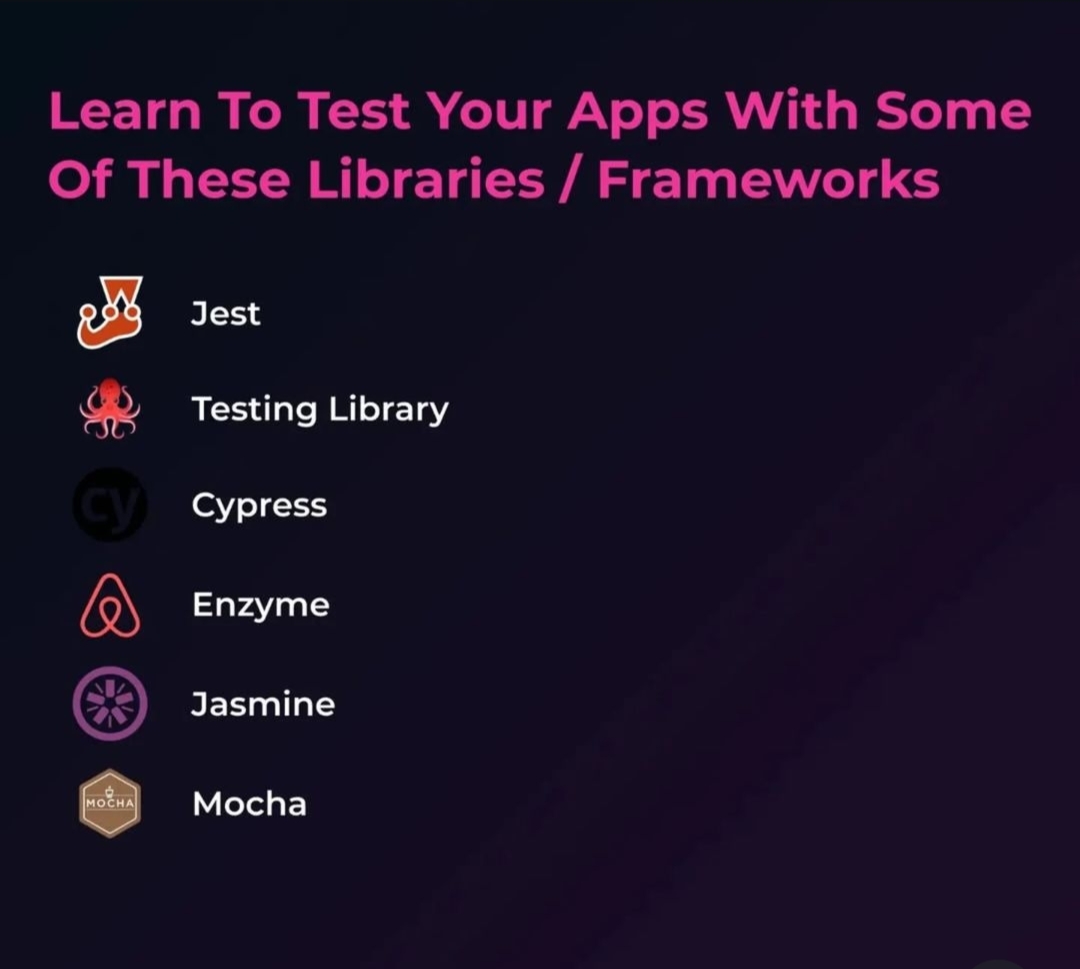 Learn To Test Your Apps With Some
Of These Libraries / Frameworks
Jest
Testing Library
cy
Cypress
Enzyme
Jasmine
MOCHA
Mocha